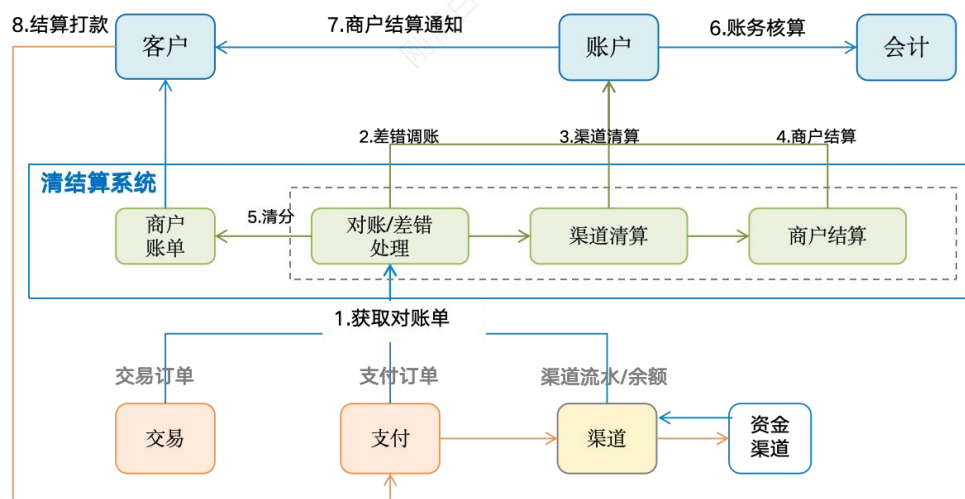 8.结算打款
客户
7.商户结算通知
账户
6.账务核算
会计
2.差错调账
3.渠道清算
4.商户结算
清结算系统
商户
账单
5.清分
对账/差错
处理
渠道清算
商户结算
1.获取对账单
交易订单
支付订单
渠道流水/余额
交易
支付
渠道
资金
渠道